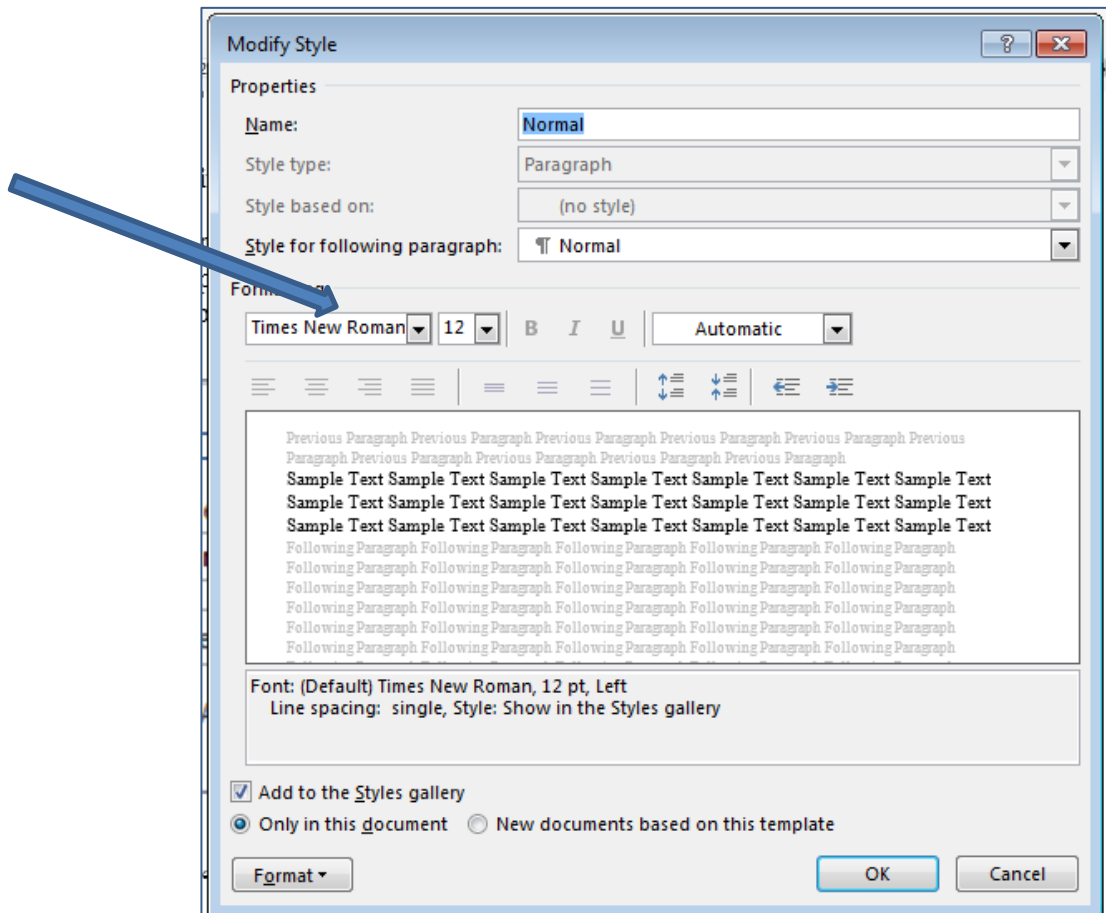 Modify Style
Properties
Name: Normal
Style type: Paragraph
Style based on: (no style)
Style for following paragraph: ¶ Normal
Times New Roman 12 B I U Automatic
Previous Paragraph Previous Paragraph Previous Paragraph Previous Paragraph Previous Paragraph Previous
Paragraph Previous Paragraph Previous Paragraph Previous Paragraph Previous Paragraph
Sample Text Sample Text Sample Text Sample Text Sample Text Sample Text Sample Text
Sample Text Sample Text Sample Text Sample Text Sample Text Sample Text Sample Text
Sample Text Sample Text Sample Text Sample Text Sample Text Sample Text Sample Text
Following Paragraph Following Paragraph Following Paragraph Following Paragraph Following Paragraph
Following Paragraph Following Paragraph Following Paragraph Following Paragraph Following Paragraph
Following Paragraph Following Paragraph Following Paragraph Following Paragraph Following Paragraph
Following Paragraph Following Paragraph Following Paragraph Following Paragraph Following Paragraph
Following Paragraph Following Paragraph Following Paragraph Following Paragraph Following Paragraph
Following Paragraph Following Paragraph Following Paragraph Following Paragraph Following Paragraph
Font: (Default) Times New Roman, 12 pt, Left
Line spacing: single, Style: Show in the Styles gallery
Add to the Styles gallery
Only in this document New documents based on this template
Format OK Cancel